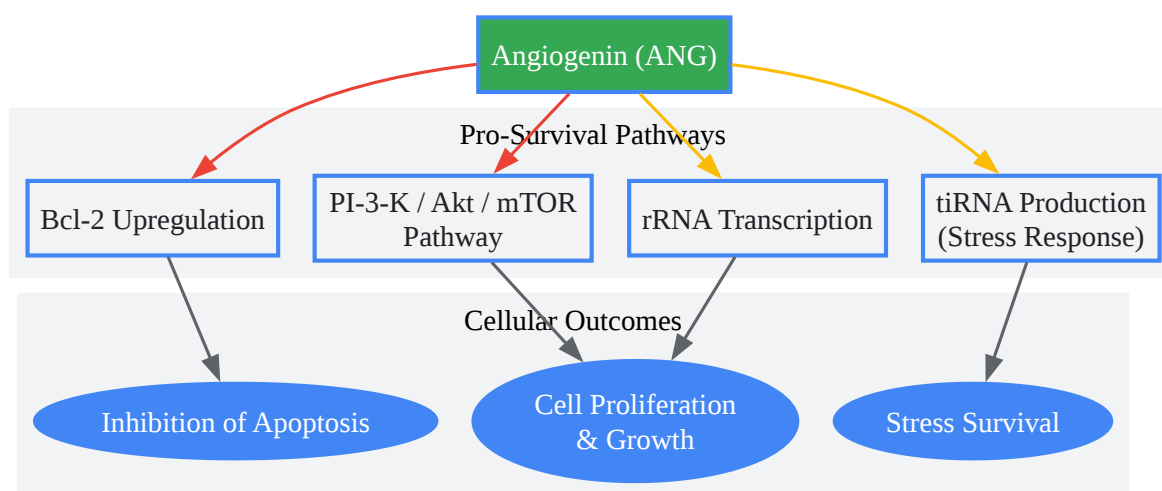 Angiogenin (ANG)
Pro-Survival Pathways
Bcl-2 Upregulation
PI-3-K / Akt / mTOR
Pathway
rRNA Transcription
tiRNA Production
(Stress Response)
Cellular Outcomes
Inhibition of Apoptosis
Cell Proliferation
& Growth
Stress Survival